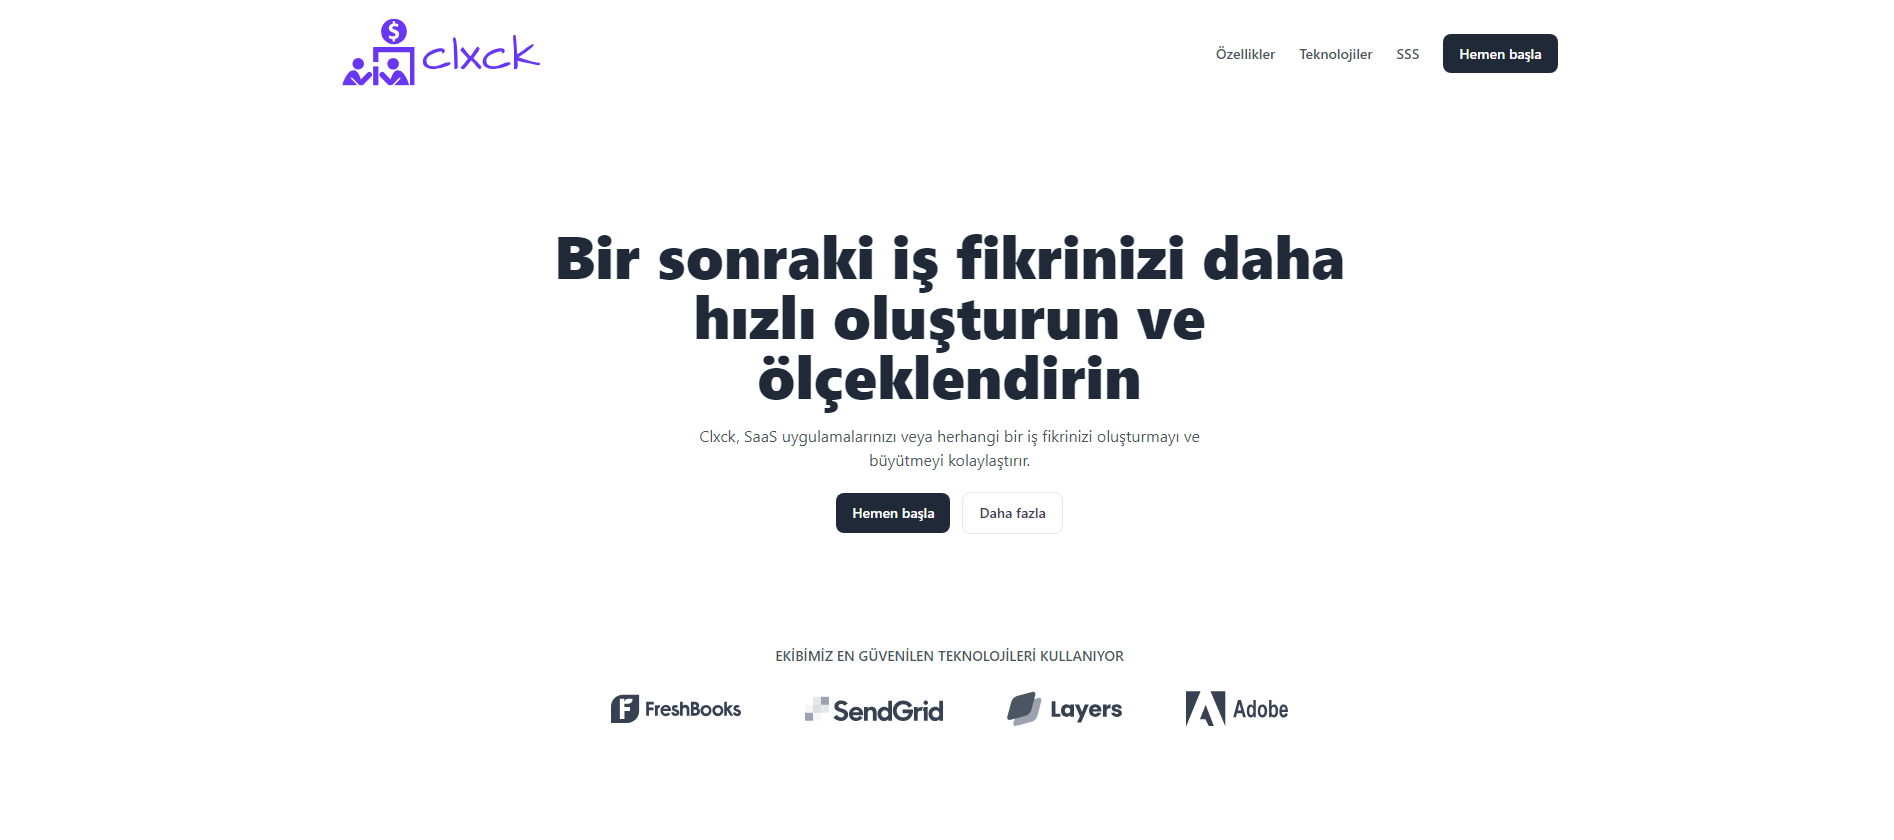 clxck
Özellikler Teknolojiler SSS Hemen başla
Bir sonraki iş fikrinizi daha
hızlı oluşturun ve
ölçeklendirin
Clxck, SaaS uygulamalarınızı veya herhangi bir iş fikrinizi oluşturmayı ve
büyütmeyi kolaylaştırır.
Hemen başla Daha fazla
EKİBİMİZ EN GÜVENİLEN TEKNOLOJİLERİ KULLANIYOR
FreshBooks SendGrid Layers Adobe